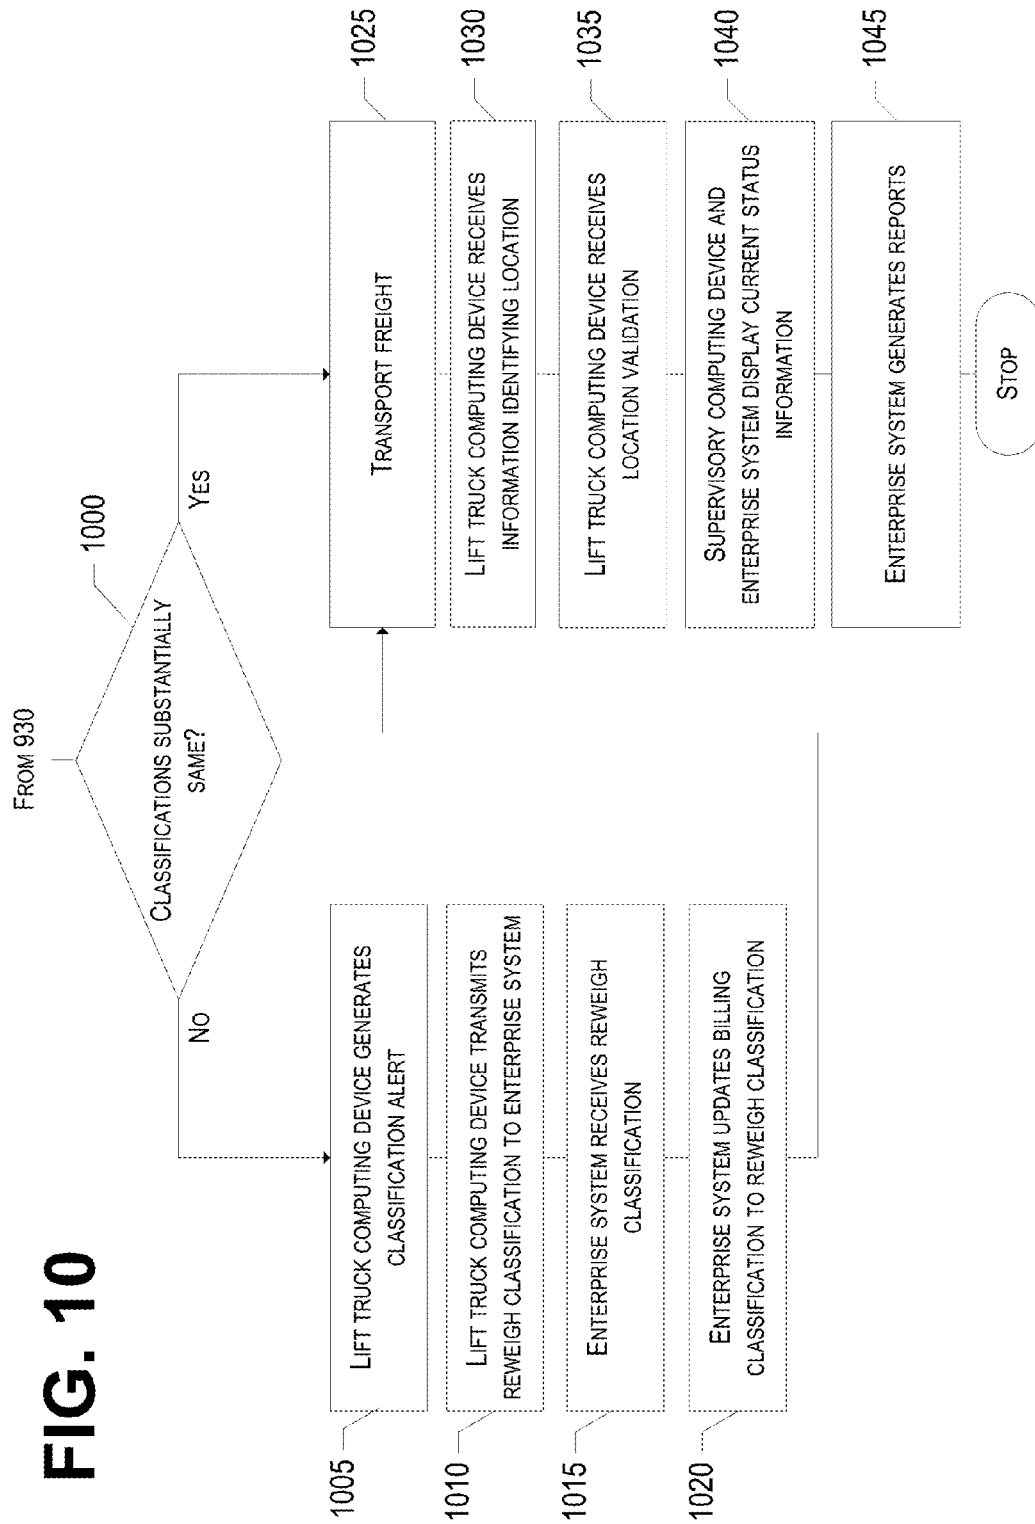 FROM 930
1000
CLASSIFICATIONS SUBSTANTIALLY
SAME?
NO
YES
1005
LIFT TRUCK COMPUTING DEVICE GENERATES
CLASSIFICATION ALERT
1010
LIFT TRUCK COMPUTING DEVICE TRANSMITS
REWEIGH CLASSIFICATION TO ENTERPRISE SYSTEM
1015
ENTERPRISE SYSTEM RECEIVES REWEIGH
CLASSIFICATION
1020
ENTERPRISE SYSTEM UPDATES BILLING
CLASSIFICATION TO REWEIGH CLASSIFICATION
1025
TRANSPORT FREIGHT
1030
LIFT TRUCK COMPUTING DEVICE RECEIVES
INFORMATION IDENTIFYING LOCATION
1035
LIFT TRUCK COMPUTING DEVICE RECEIVES
LOCATION VALIDATION
1040
SUPERVISORY COMPUTING DEVICE AND
ENTERPRISE SYSTEM DISPLAY CURRENT STATUS
INFORMATION
1045
ENTERPRISE SYSTEM GENERATES REPORTS
STOP
FIG. 10